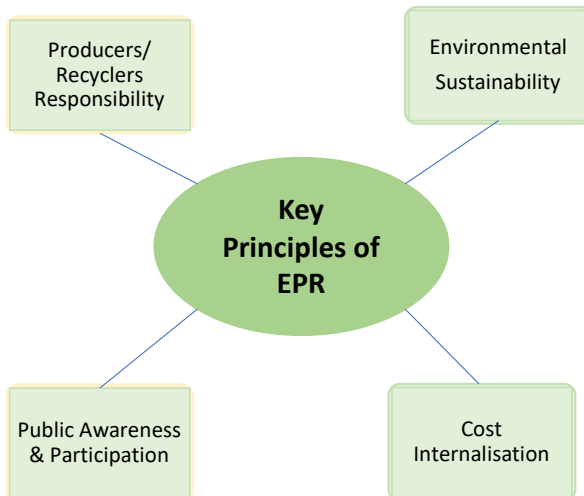 Producers/
Recyclers
Responsibility
Environmental
Sustainability
Key
Principles of
EPR
Public Awareness
& Participation
Cost
Internalisation